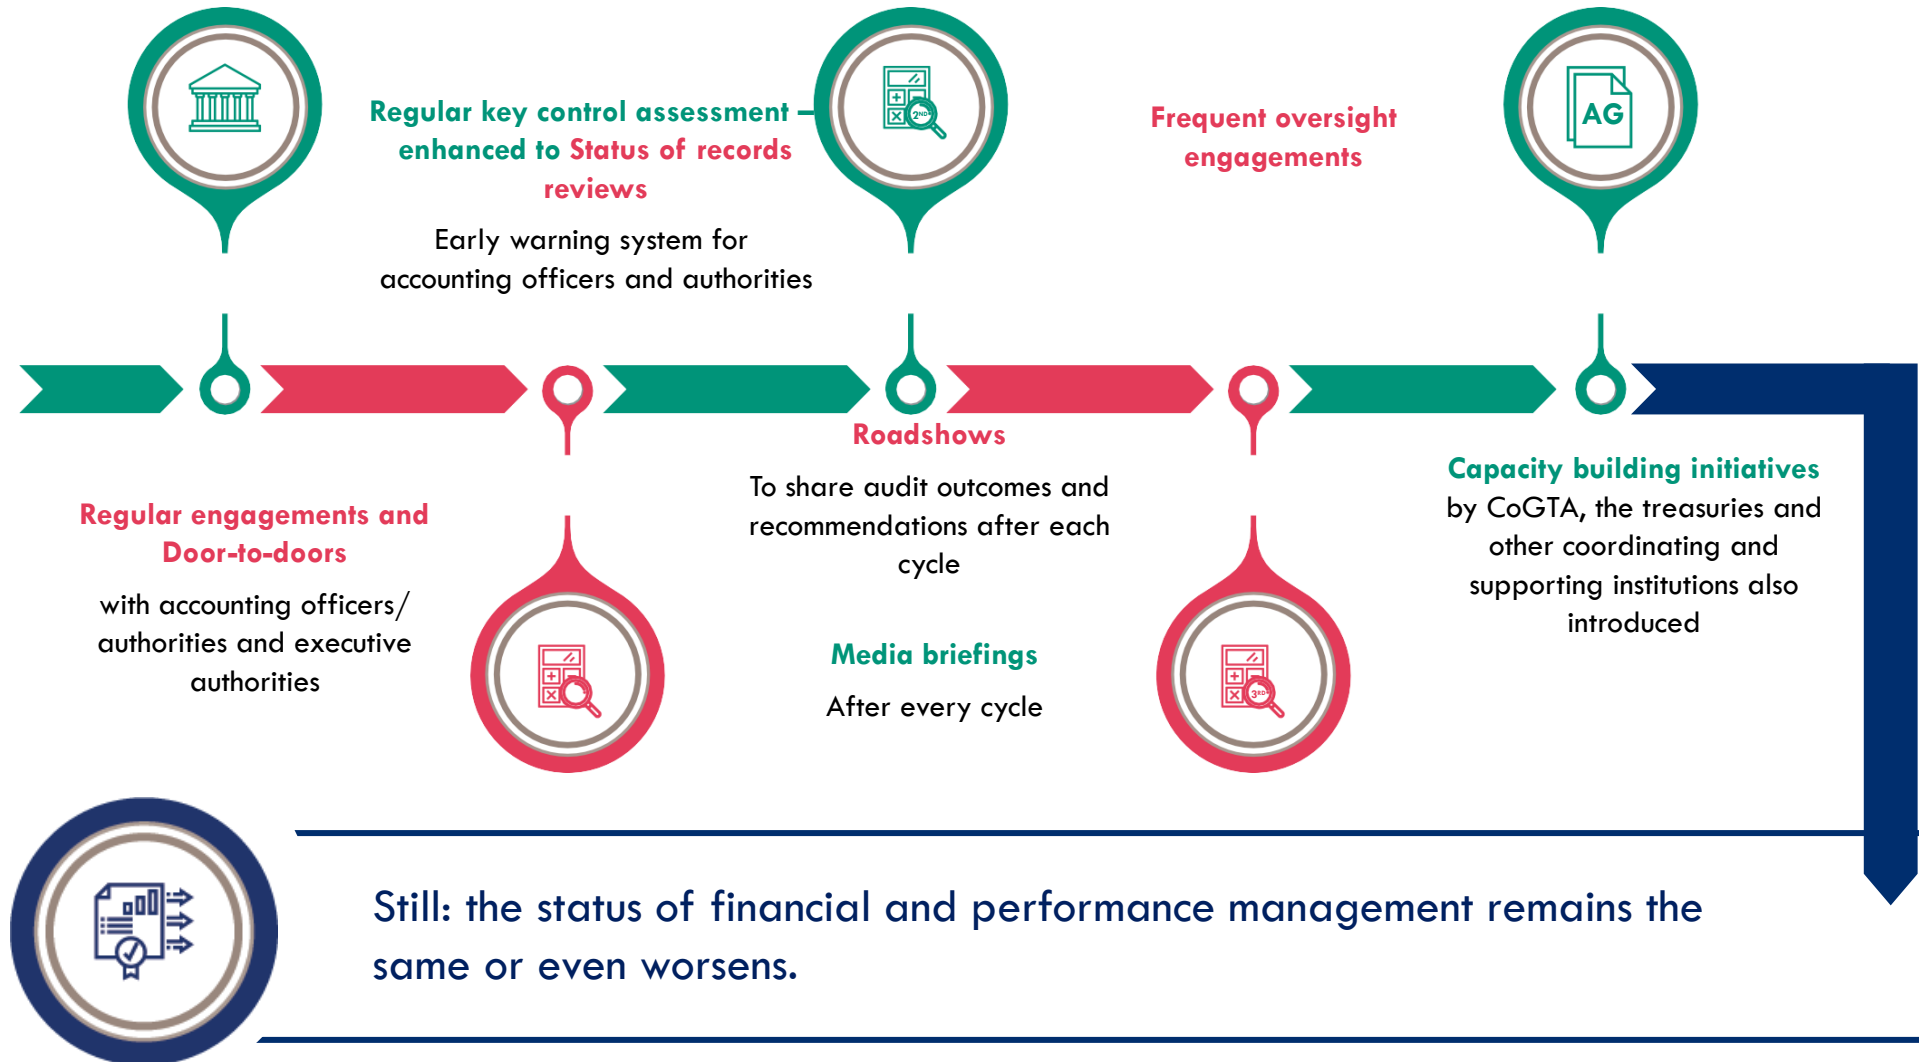 Regular key control assessment –
enhanced to Status of records
reviews
Early warning system for
accounting officers and authorities
2ND
Frequent oversight
engagements
AG
Regular engagements and
Door-to-doors
with accounting officers/
authorities and executive
authorities
Roadshows
To share audit outcomes and
recommendations after each
cycle
Media briefings
After every cycle
3RD
Capacity building initiatives
by CoGTA, the treasuries and
other coordinating and
supporting institutions also
introduced
Still: the status of financial and performance management remains the
same or even worsens.